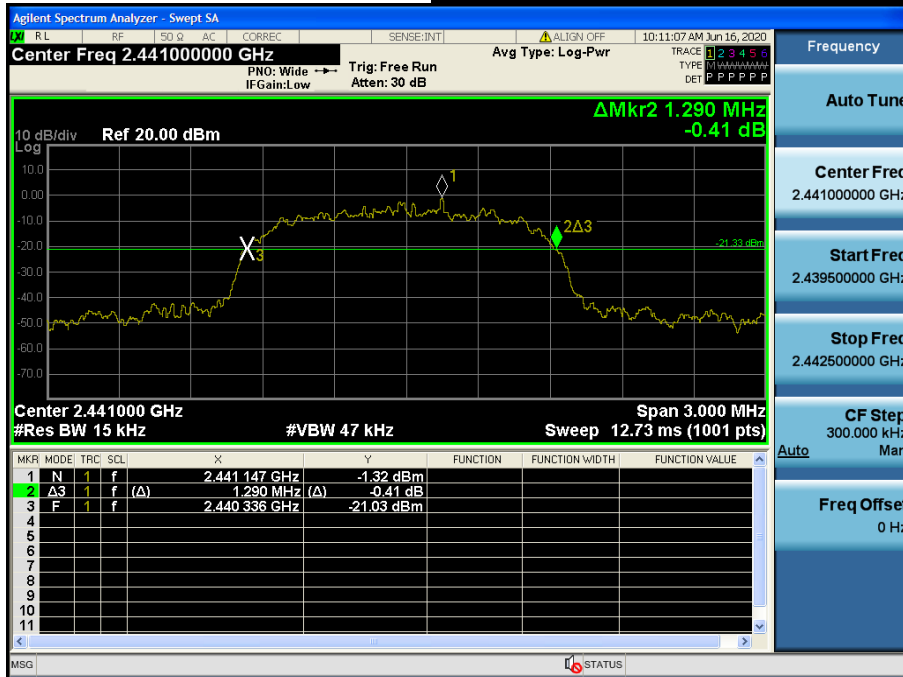 Agilent Spectrum Analyzer - Swept SA
LXI RL RF 50 Ω AC CORREC SENSE:INT ALIGN OFF 10:11:07 AM Jun 16, 2020
Center Freq 2.441000000 GHz
PNO: Wide
IFGain:Low
Trig: Free Run
Atten: 30 dB
Avg Type: Log-Pwr
TRACE 1 2 3 4 5 6
TYPE M
DET P P P P P P
ΔMkr2 1.290 MHz
-0.41 dB
10 dB/div
Log
Ref 20.00 dBm
10.0
0.00
-10.0
-20.0
-30.0
-40.0
-50.0
-60.0
-70.0
1
2Δ3
3
-21.33 dBm
Center 2.441000 GHz
Span 3.000 MHz
#Res BW 15 kHz
#VBW 47 kHz
Sweep 12.73 ms (1001 pts)
MKR MODE TRC SCL X Y FUNCTION FUNCTION WIDTH FUNCTION VALUE
1 N 1 f 2.441 147 GHz -1.32 dBm
2 Δ3 1 f (Δ) 1.290 MHz (Δ) -0.41 dB
3 F 1 f 2.440 336 GHz -21.03 dBm
4
5
6
7
8
9
10
11
MSG
STATUS
Frequency
Auto Tune
Center Freq
2.441000000 GHz
Start Freq
2.439500000 GHz
Stop Freq
2.442500000 GHz
CF Step
300.000 kHz
Auto Man
Freq Offset
0 Hz